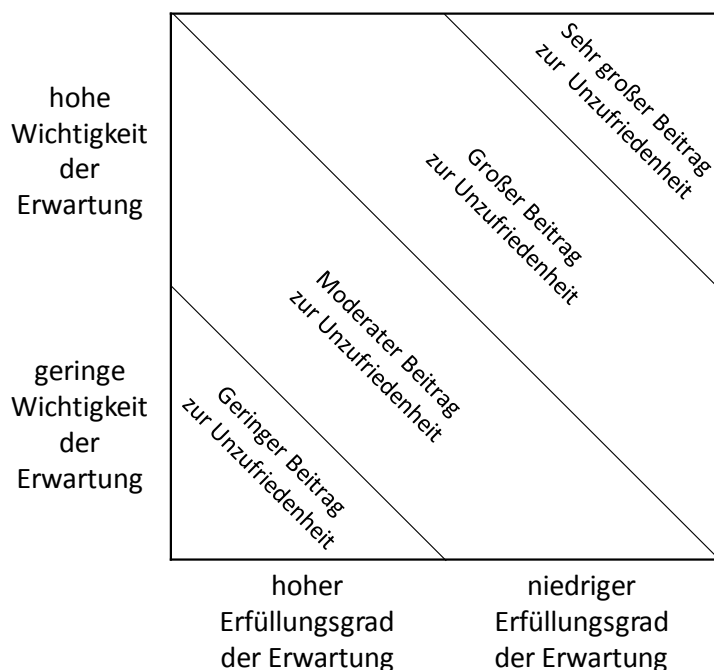 hohe
Wichtigkeit
der
Erwartung
geringe
Wichtigkeit
der
Erwartung
Sehr großer Beitrag
zur Unzufriedenheit
Großer Beitrag
zur Unzufriedenheit
Moderater Beitrag
zur Unzufriedenheit
Geringer Beitrag
zur Unzufriedenheit
hoher
Erfüllungsgrad
der Erwartung
niedriger
Erfüllungsgrad
der Erwartung